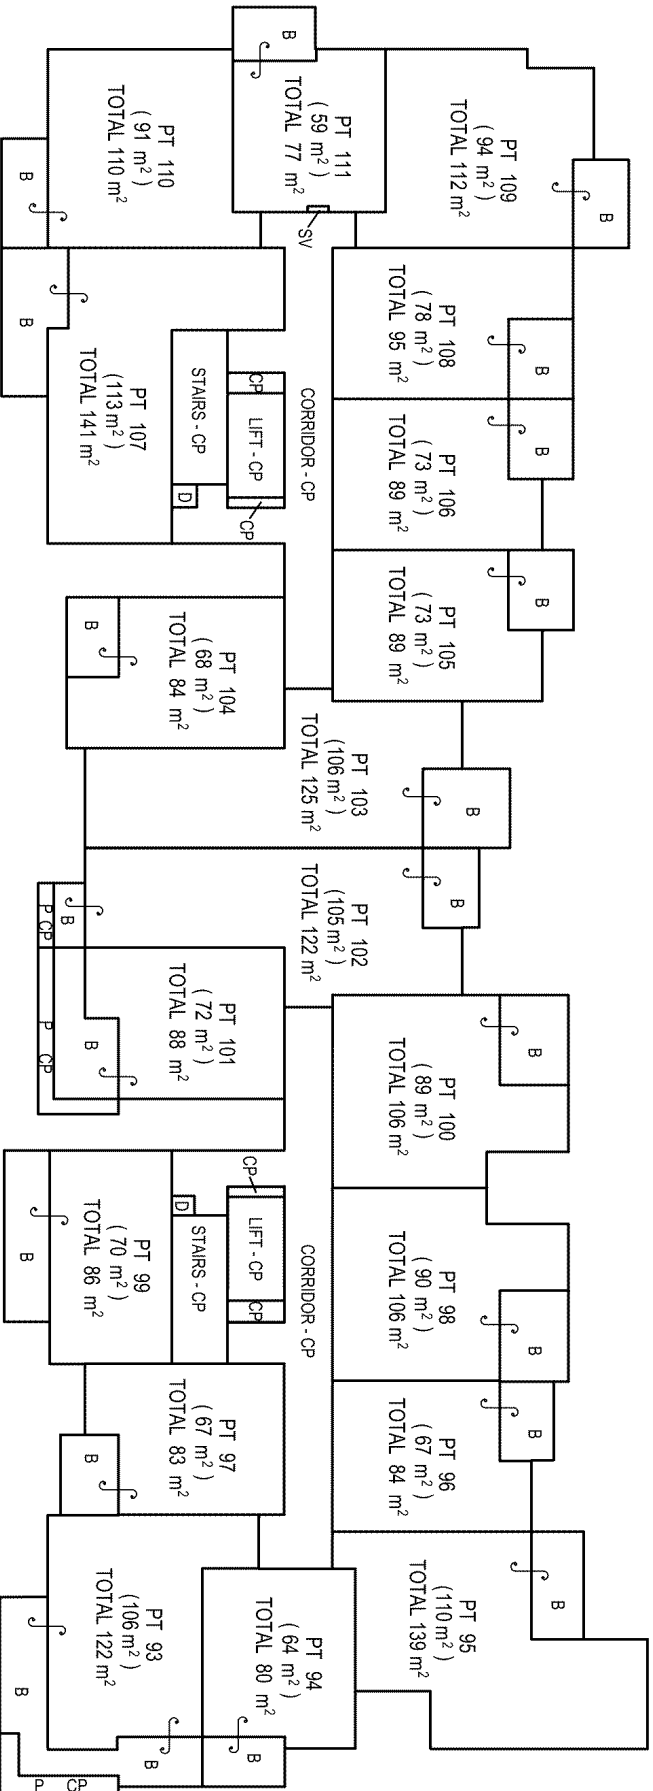 B
PT 111
( 59 m² )
TOTAL 77 m²
SV
PT 109
( 94 m² )
TOTAL 112 m²
B
PT 110
( 91 m² )
TOTAL 110 m²
B
B
PT 108
( 78 m² )
TOTAL 95 m²
B
PT 107
(113 m² )
TOTAL 141 m²
STAIRS - CP
CP
LIFT - CP
CP
D
CORRIDOR - CP
PT 106
( 73 m² )
TOTAL 89 m²
B
PT 105
( 73 m² )
TOTAL 89 m²
B
PT 104
( 68 m² )
TOTAL 84 m²
B
PT 103
(106 m² )
TOTAL 125 m²
B
PT 102
(105 m² )
TOTAL 122 m²
B
B
P CP
PT 101
( 72 m² )
TOTAL 88 m²
B
P CP
PT 100
( 89 m² )
TOTAL 106 m²
B
PT 99
( 70 m² )
TOTAL 86 m²
B
D
STAIRS - CP
CP
LIFT - CP
CP
CORRIDOR - CP
PT 98
( 90 m² )
TOTAL 106 m²
B
PT 97
( 67 m² )
TOTAL 83 m²
B
PT 96
( 67 m² )
TOTAL 84 m²
B
PT 95
(110 m² )
TOTAL 139 m²
B
PT 94
( 64 m² )
TOTAL 80 m²
B
PT 93
(106 m² )
TOTAL 122 m²
B
B
P CP